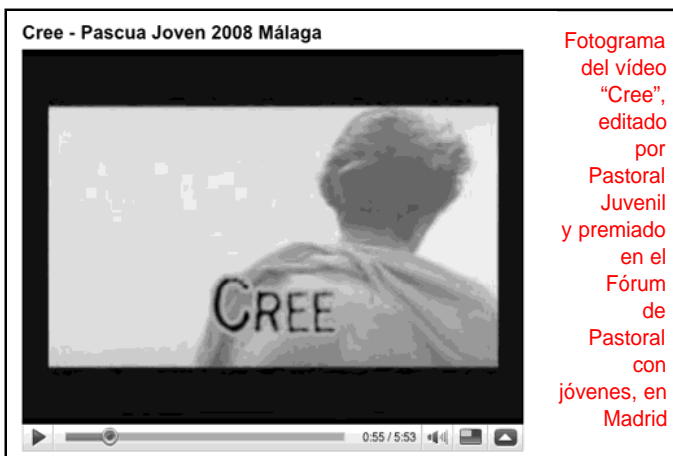 Cree - Pascua Joven 2008 Málaga
CREE
0:55 / 5:53
Fotograma
del vídeo
“Cree”,
editado
por
Pastoral
Juvenil
y premiado
en el
Fórum
de
Pastoral
con
jóvenes, en
Madrid